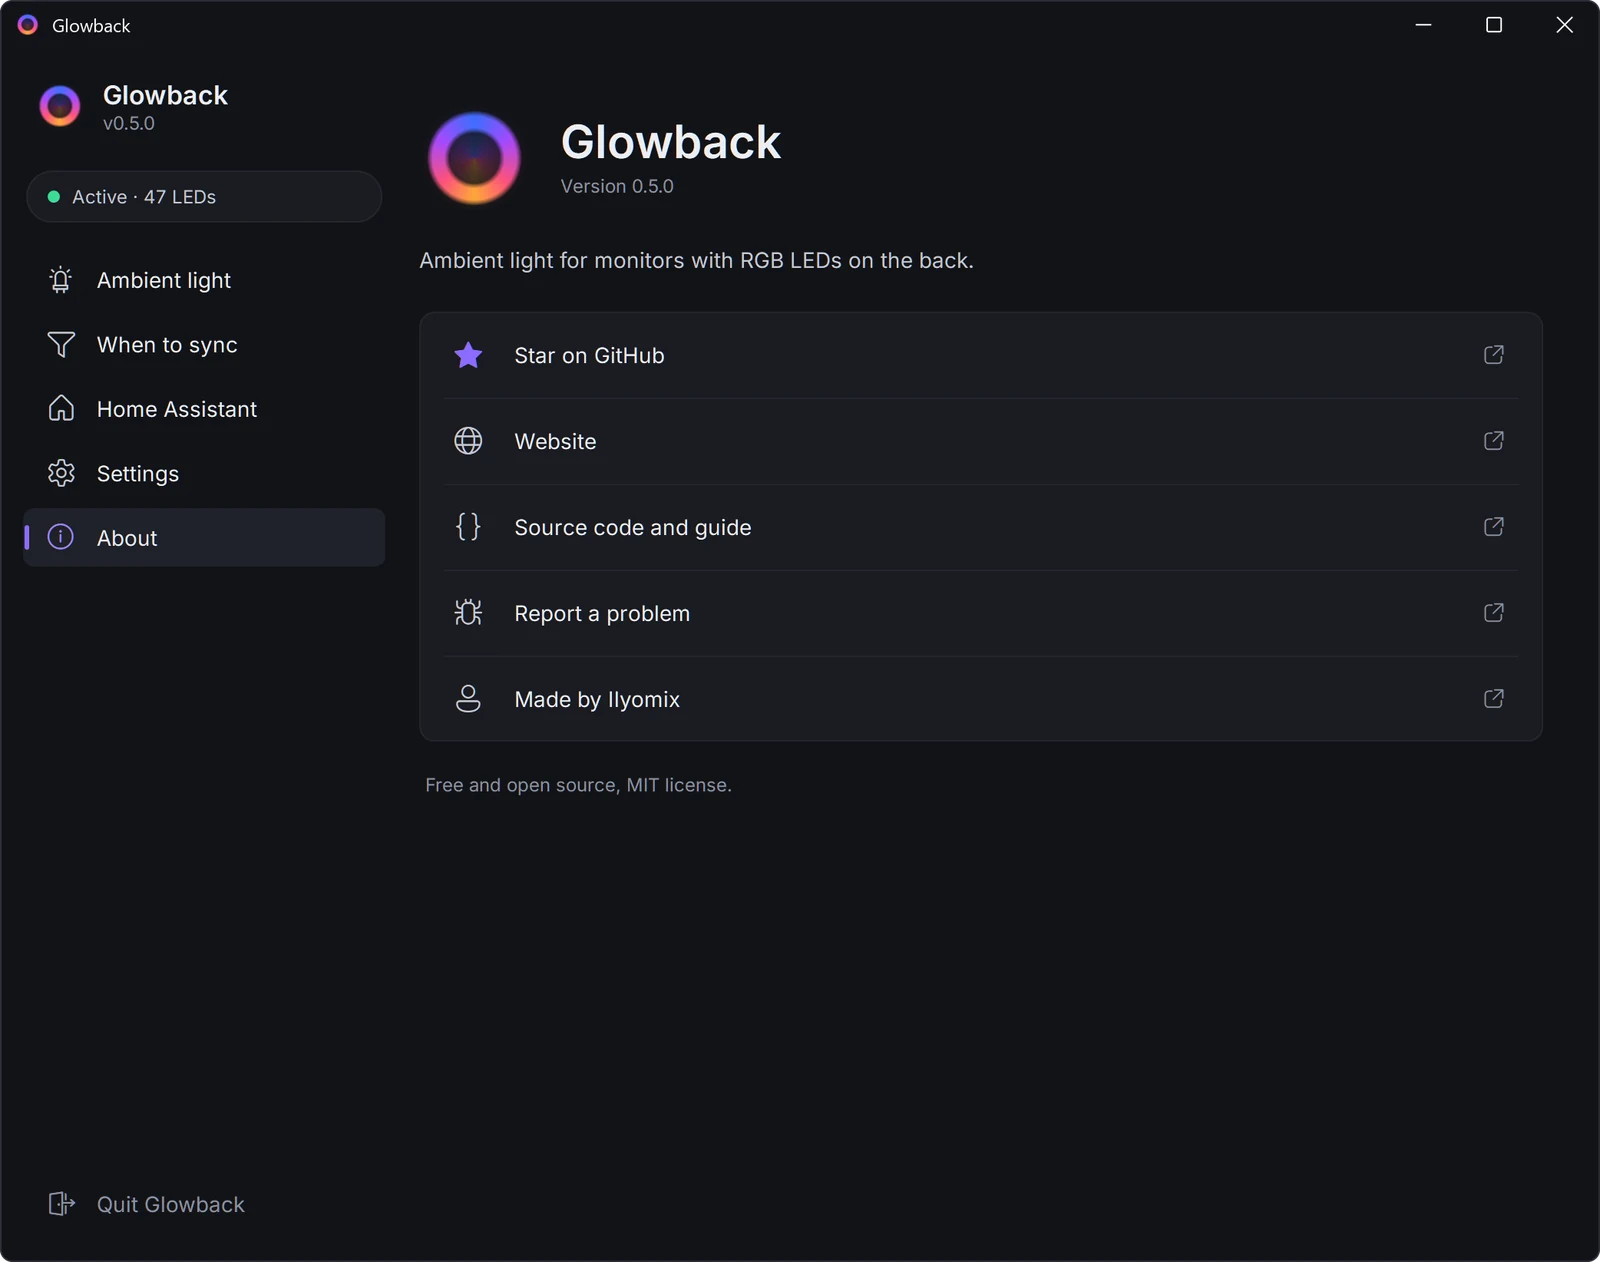 Glowback
Glowback
v0.5.0
Active · 47 LEDs
Ambient light
When to sync
Home Assistant
Settings
About
Quit Glowback
Glowback
Version 0.5.0
Ambient light for monitors with RGB LEDs on the back.
Star on GitHub
Website
Source code and guide
Report a problem
Made by Ilyomix
Free and open source, MIT license.